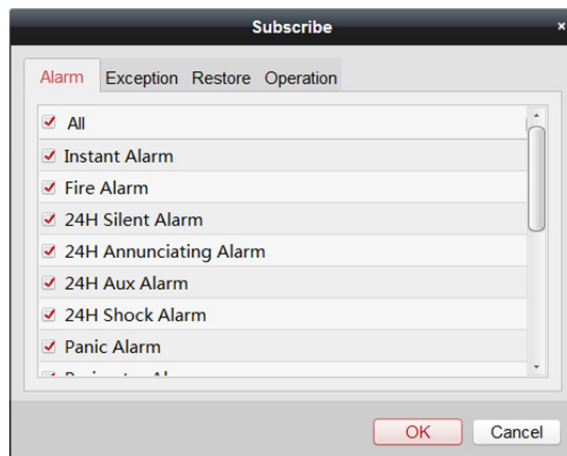 Subscribe
×
Alarm Exception Restore Operation
All
Instant Alarm
Fire Alarm
24H Silent Alarm
24H Annunciating Alarm
24H Aux Alarm
24H Shock Alarm
Panic Alarm
OK Cancel